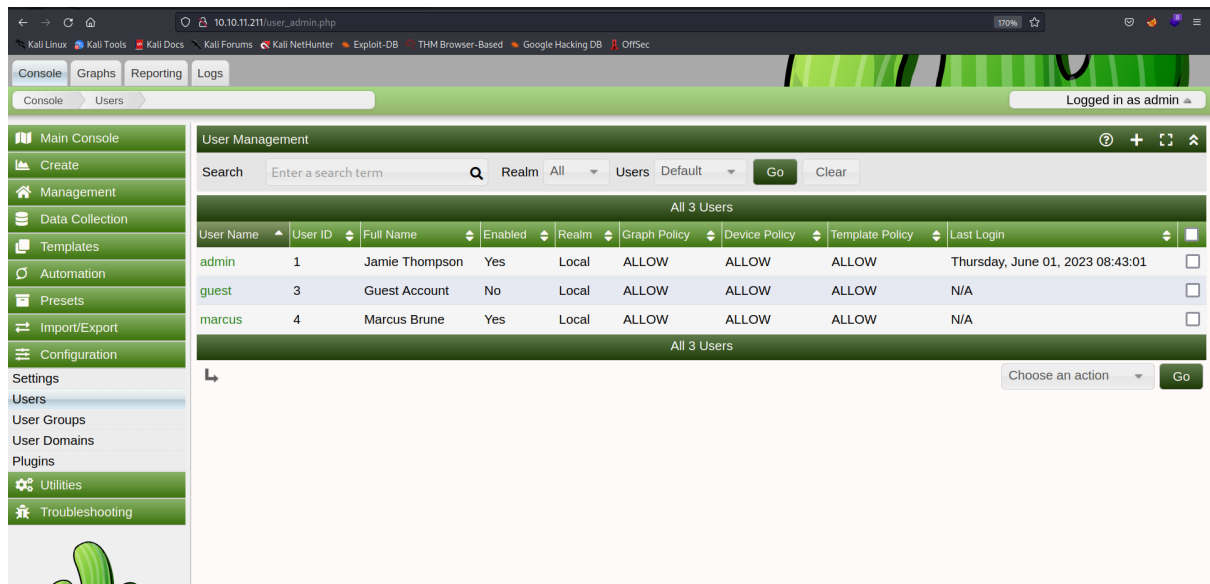 10.10.11.211/user_admin.php 170%
Kali Linux Kali Tools Kali Docs Kali Forums Kali NetHunter Exploit-DB THM Browser-Based Google Hacking DB OffSec
Console Graphs Reporting Logs
Console Users Logged in as admin
Main Console
Create
Management
Data Collection
Templates
Automation
Presets
Import/Export
Configuration
Settings
Users
User Groups
User Domains
Plugins
Utilities
Troubleshooting
User Management
Search Enter a search term Realm All Users Default Go Clear
All 3 Users
User Name User ID Full Name Enabled Realm Graph Policy Device Policy Template Policy Last Login
admin 1 Jamie Thompson Yes Local ALLOW ALLOW ALLOW Thursday, June 01, 2023 08:43:01
guest 3 Guest Account No Local ALLOW ALLOW ALLOW N/A
marcus 4 Marcus Brune Yes Local ALLOW ALLOW ALLOW N/A
All 3 Users
Choose an action Go